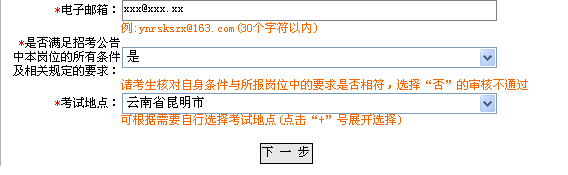 *电子邮箱： xxx@xxx.xx
例:ynrskszx@163.com(30个字符以内)
*是否满足招考公告
中本岗位的所有条件 是
及相关规定的要求：
请考生核对自身条件与所报岗位中的要求是否相符，选择“否”的审核不通过
*考试地点： 云南省昆明市
可根据需要自行选择考试地点(点击“+”号展开选择)
下一步